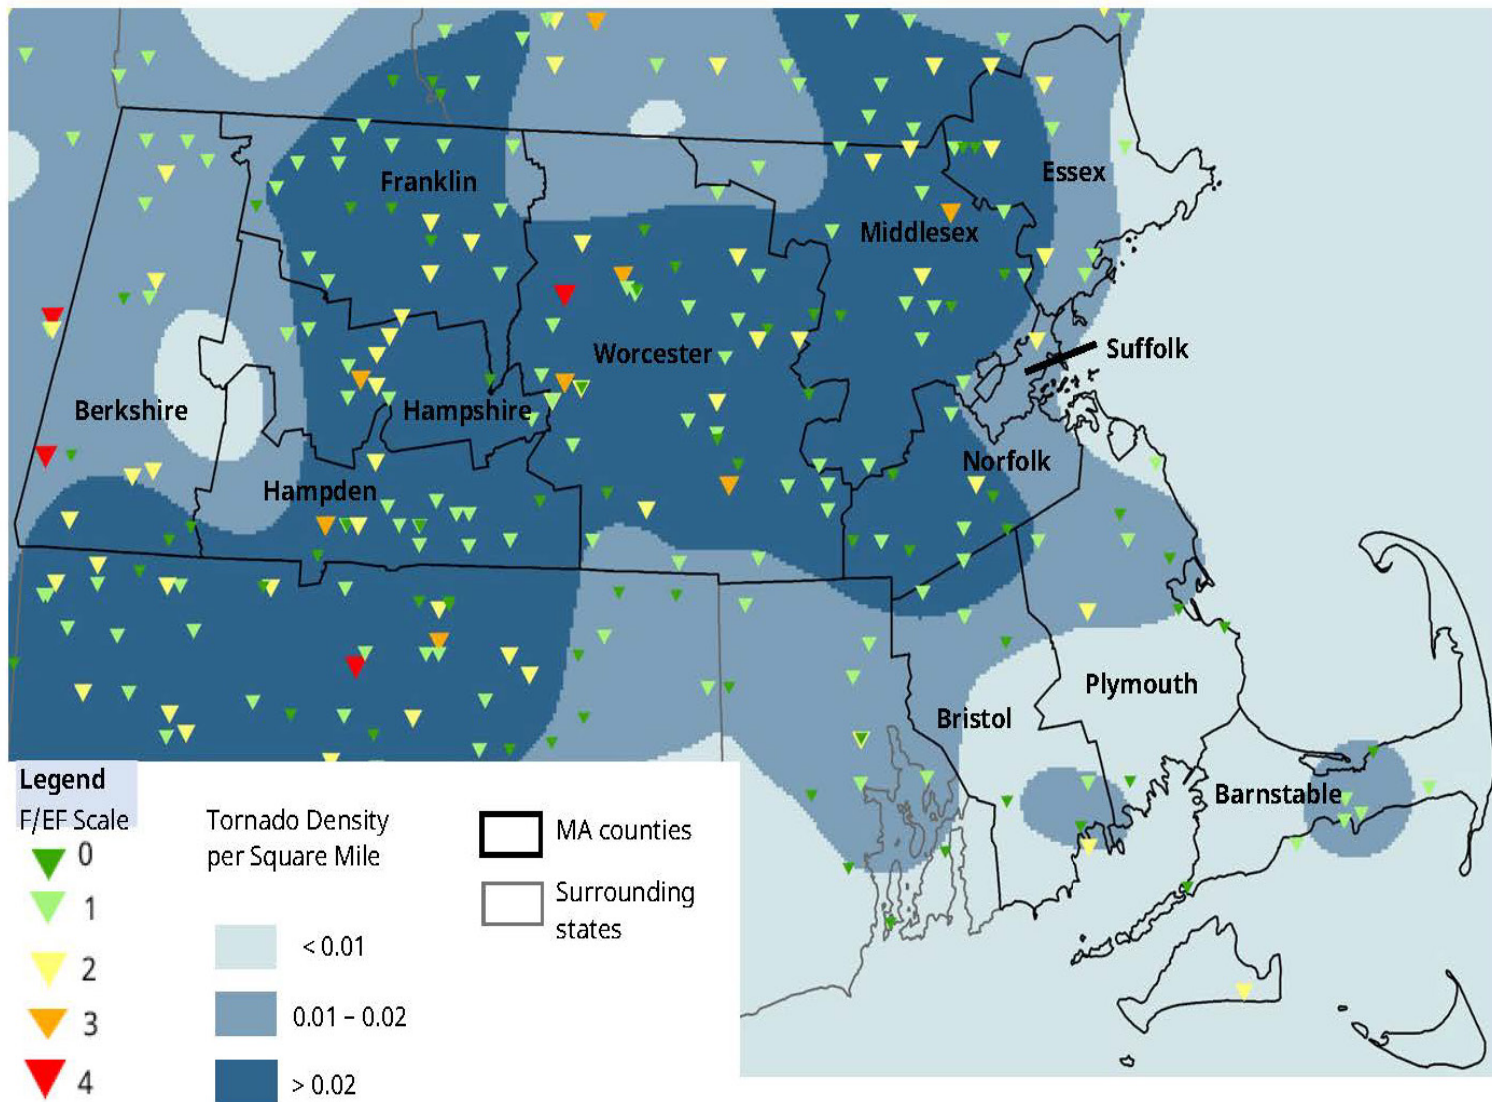 Franklin
Essex
Middlesex
Suffolk
Worcester
Berkshire
Hampshire
Norfolk
Hampden
Plymouth
Bristol
Barnstable
Legend
F/EF Scale
0
1
2
3
4
Tornado Density
per Square Mile
< 0.01
0.01 – 0.02
> 0.02
MA counties
Surrounding
states